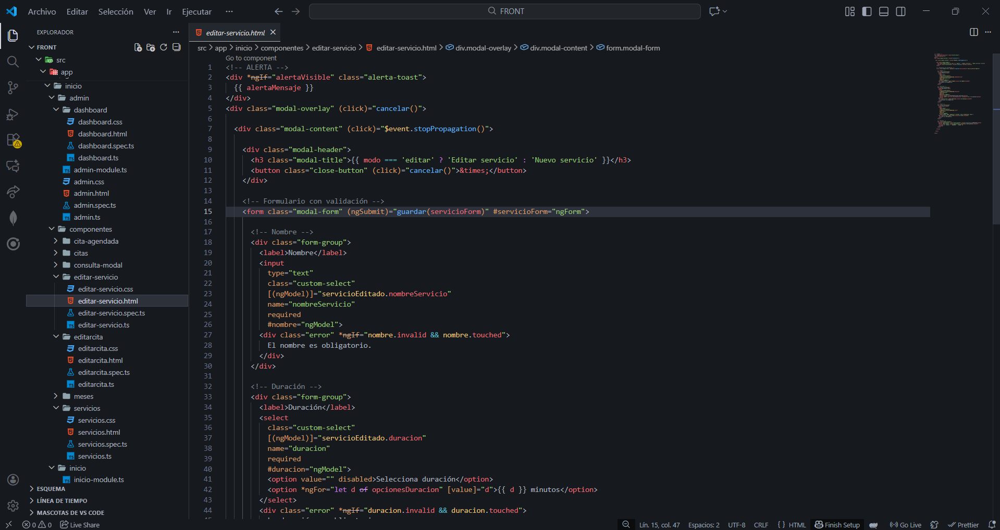 Archivo Editar Selección Ver Ir Ejecutar ···
FRONT
EXPLORADOR ···
FRONT
src
app
inicio
admin
dashboard
dashboard.css
dashboard.html
dashboard.spec.ts
dashboard.ts
admin-module.ts
admin.css
admin.html
admin.spec.ts
admin.ts
componentes
cita-agendada
citas
consulta-modal
editar-servicio
editar-servicio.css
editar-servicio.html
editar-servicio.spec.ts
editar-servicio.ts
editarcita
editarcita.css
editarcita.html
editarcita.spec.ts
editarcita.ts
meses
servicios
servicios.css
servicios.html
servicios.spec.ts
servicios.ts
inicio
inicio-module.ts
ESQUEMA
LÍNEA DE TIEMPO
MASCOTAS DE VS CODE
editar-servicio.html
src > app > inicio > componentes > editar-servicio > editar-servicio.html > div.modal-overlay > div.modal-content > form.modal-form
Go to component
1 <!-- ALERTA -->
2 <div *ngIf="alertaVisible" class="alerta-toast">
3 {{ alertaMensaje }}
4 </div>
5 <div class="modal-overlay" (click)="cancelar()">
6
7 <div class="modal-content" (click)="$event.stopPropagation()">
8
9 <div class="modal-header">
10 <h3 class="modal-title">{{ modo === 'editar' ? 'Editar servicio' : 'Nuevo servicio' }}</h3>
11 <button class="close-button" (click)="cancelar()">&times;</button>
12 </div>
13
14 <!-- Formulario con validación -->
15 <form class="modal-form" (ngSubmit)="guardar(servicioForm)" #servicioForm="ngForm">
16
17 <!-- Nombre -->
18 <div class="form-group">
19 <label>Nombre</label>
20 <input
21 type="text"
22 class="custom-select"
23 [(ngModel)]="servicioEditado.nombreServicio"
24 name="nombreServicio"
25 required
26 #nombre="ngModel">
27 <div class="error" *ngIf="nombre.invalid && nombre.touched">
28 El nombre es obligatorio.
29 </div>
30 </div>
31
32 <!-- Duración -->
33 <div class="form-group">
34 <label>Duración</label>
35 <select
36 class="custom-select"
37 [(ngModel)]="servicioEditado.duracion"
38 name="duracion"
39 required
40 #duracion="ngModel">
41 <option value="" disabled>Selecciona duración</option>
42 <option *ngFor="let d of opcionesDuracion" [value]="d">{{ d }} minutos</option>
43 </select>
44 <div class="error" *ngIf="duracion.invalid && duracion.touched">
0 0 Live Share
Lín. 15, col. 47 Espacios: 2 UTF-8 CRLF { } HTML Finish Setup Go Live Prettier